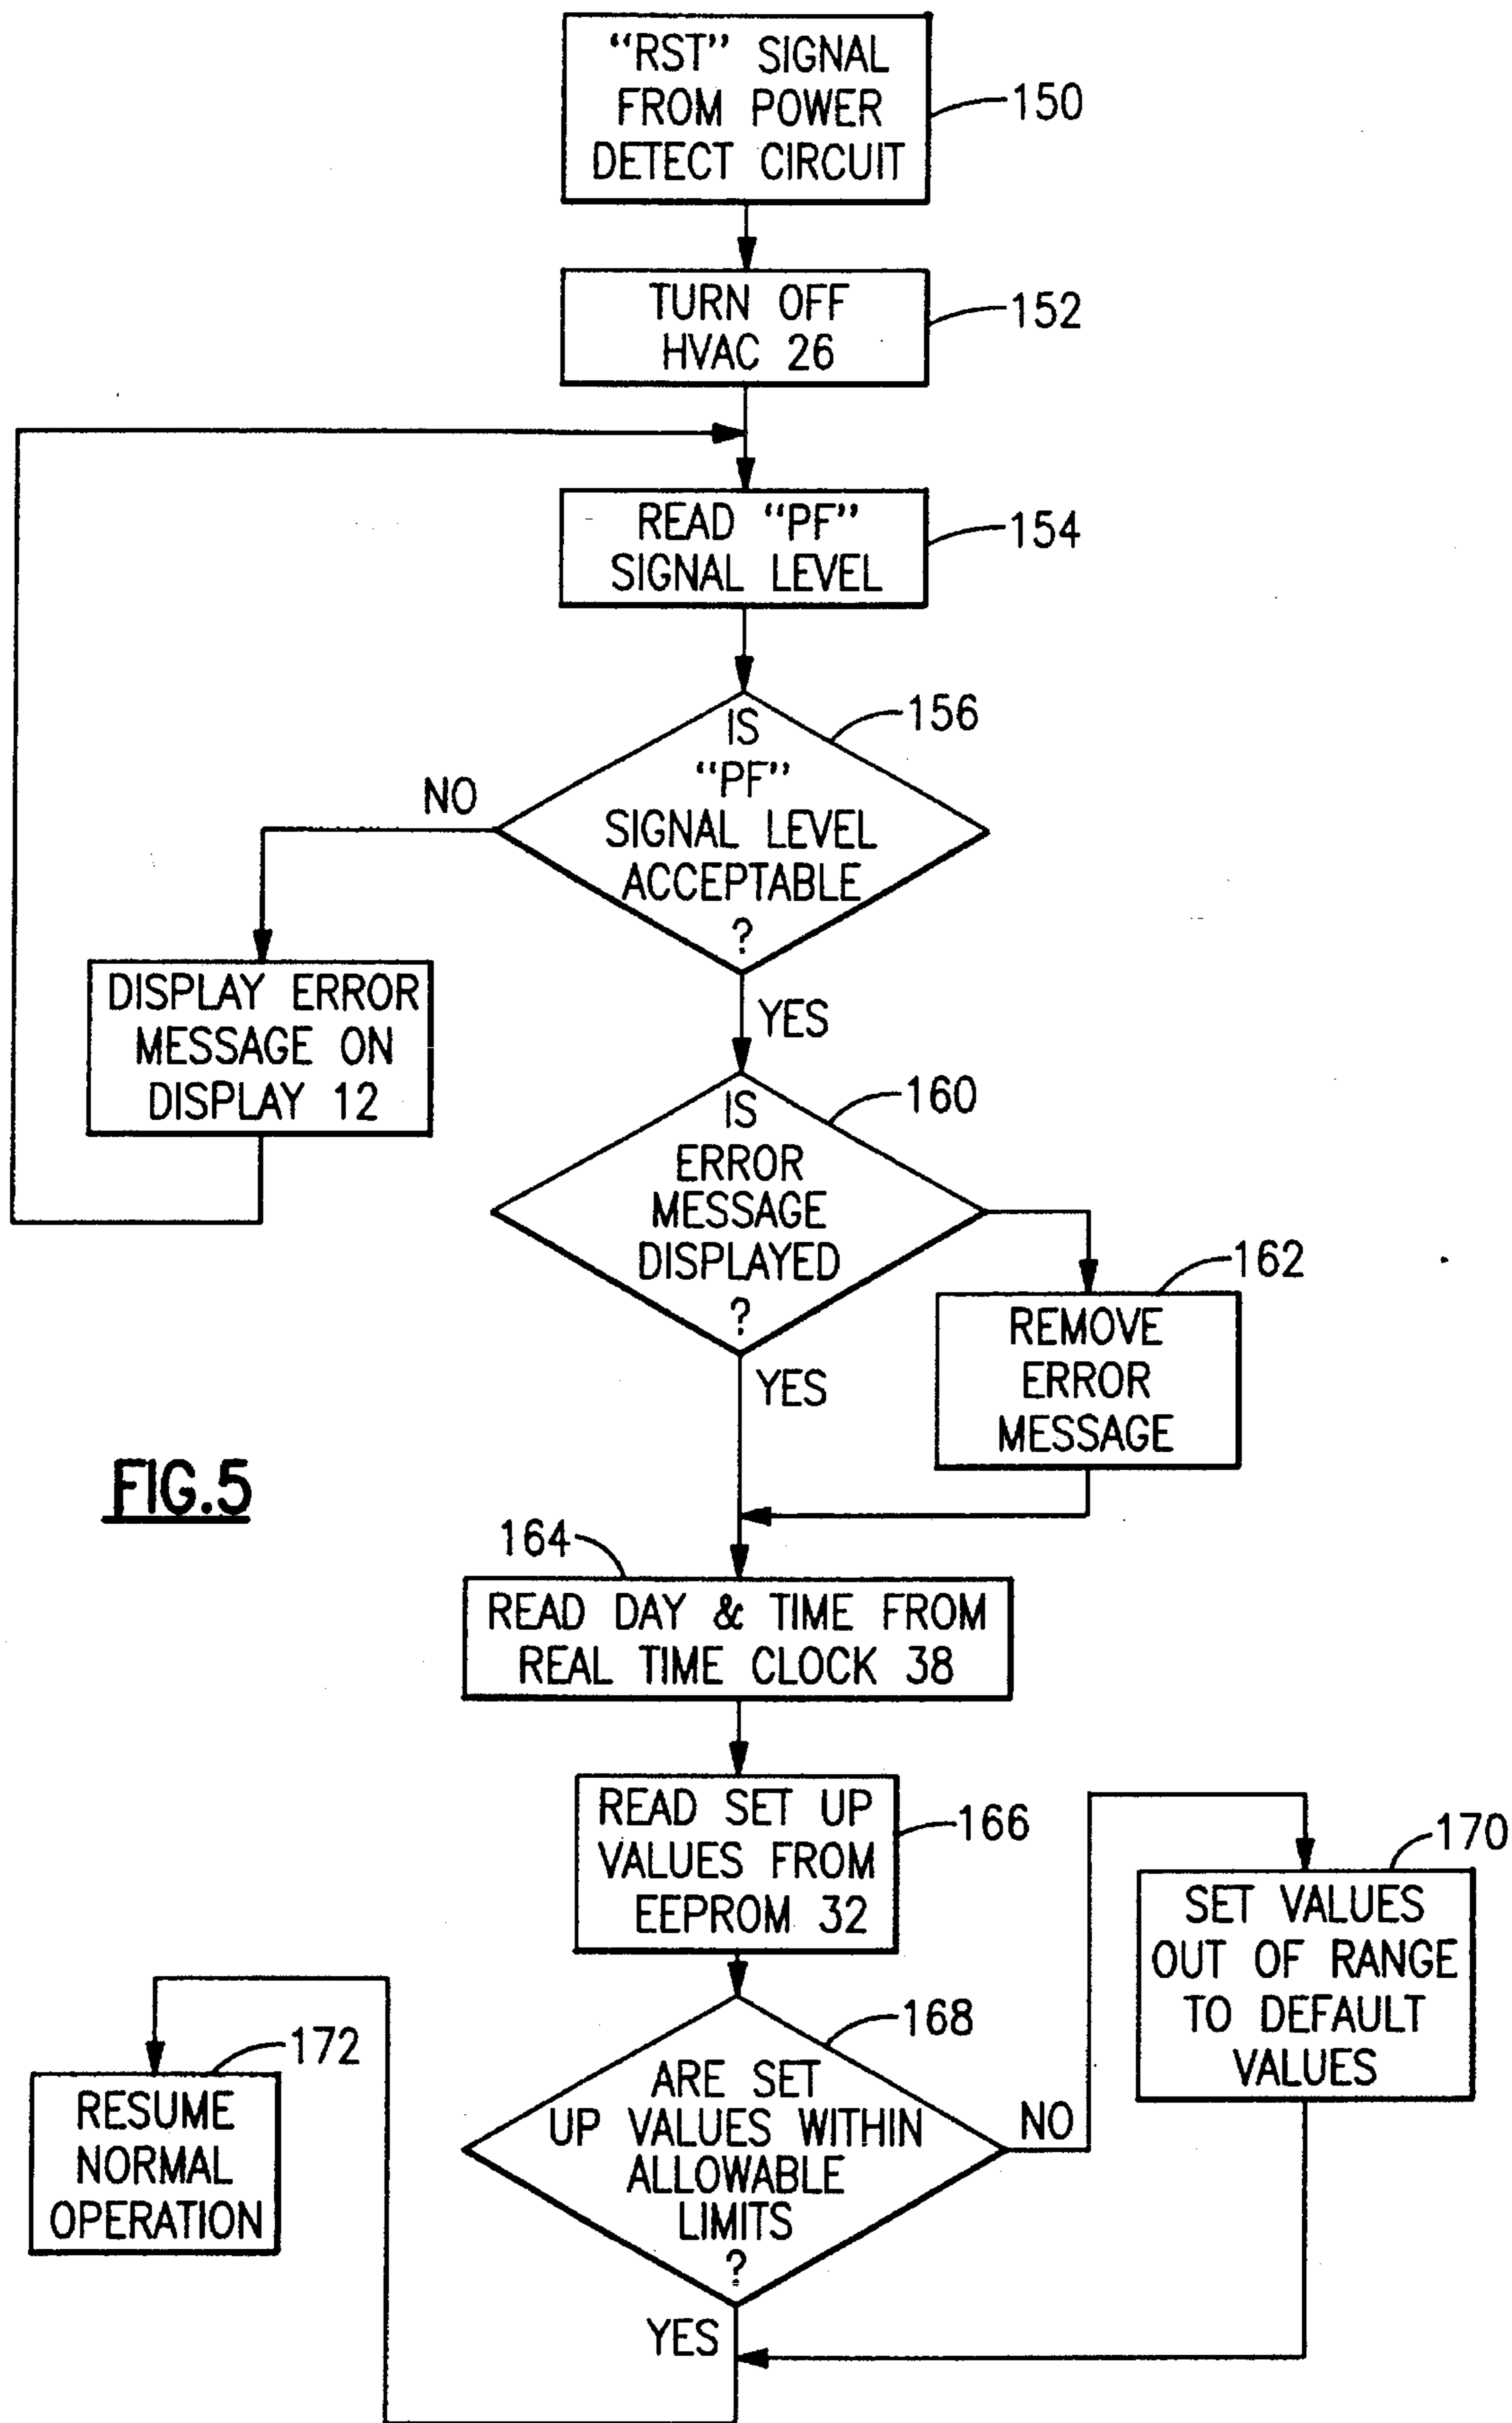 “RST” SIGNAL
FROM POWER
DETECT CIRCUIT
150
TURN OFF
HVAC 26
152
READ “PF”
SIGNAL LEVEL
154
IS
“PF”
SIGNAL LEVEL
ACCEPTABLE
?
156
NO
YES
DISPLAY ERROR
MESSAGE ON
DISPLAY 12
IS
ERROR
MESSAGE
DISPLAYED
?
160
YES
162
REMOVE
ERROR
MESSAGE
FIG.5
164
READ DAY & TIME FROM
REAL TIME CLOCK 38
READ SET UP
VALUES FROM
EEPROM 32
166
170
SET VALUES
OUT OF RANGE
TO DEFAULT
VALUES
168
ARE SET
UP VALUES WITHIN
ALLOWABLE
LIMITS
?
NO
YES
172
RESUME
NORMAL
OPERATION